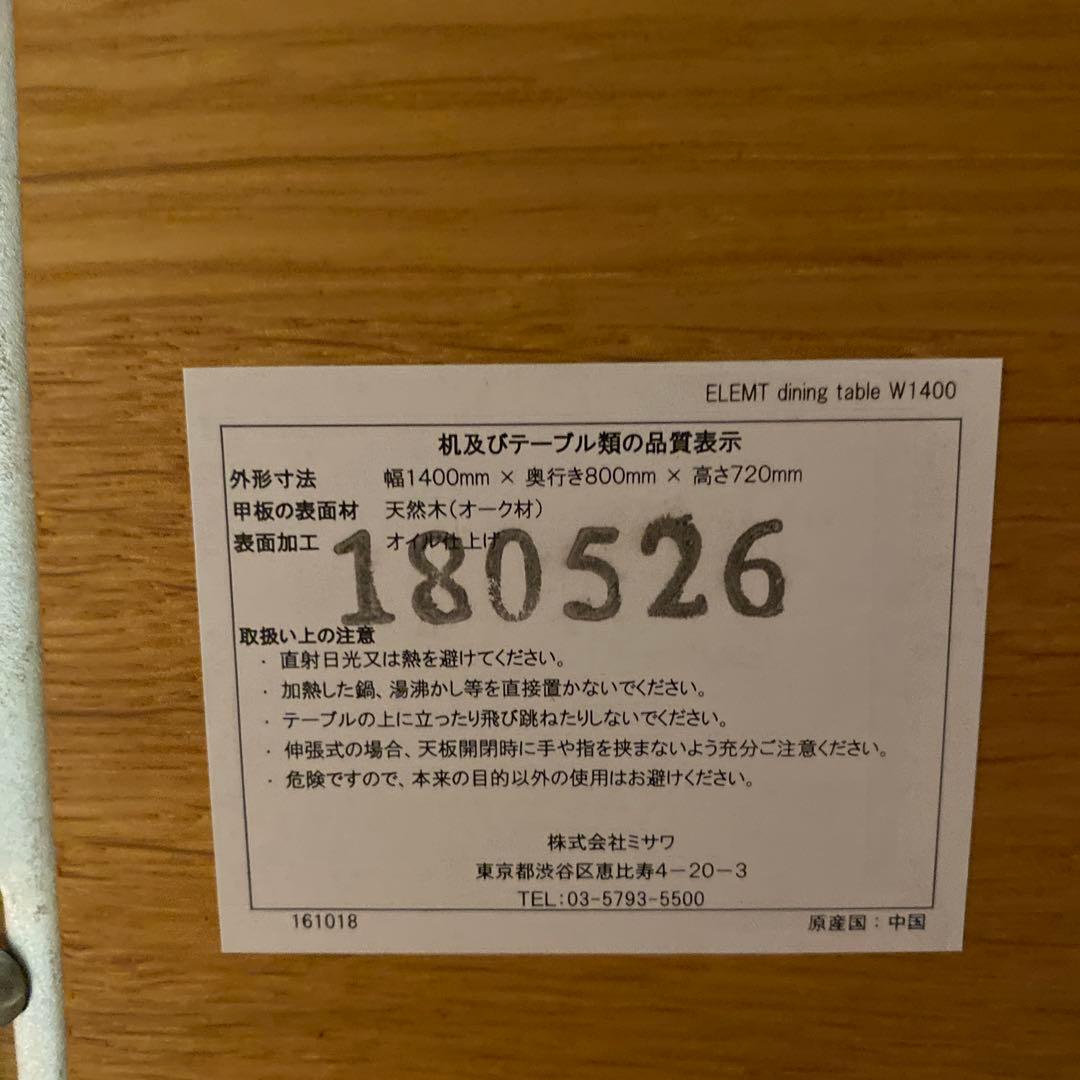 ELEMT dining table W1400
机及びテーブル類の品質表示
外形寸法 幅1400mm × 奥行き800mm × 高さ720mm
甲板の表面材 天然木(オーク材)
表面加工 オイル仕上げ
180526
取扱い上の注意
・ 直射日光又は熱を避けてください。
・ 加熱した鍋、湯沸かし等を直接置かないでください。
・ テーブルの上に立ったり飛び跳ねたりしないでください。
・ 伸張式の場合、天板開閉時に手や指を挟まないよう充分ご注意ください。
・ 危険ですので、本来の目的以外の使用はお避けください。
株式会社ミサワ
東京都渋谷区恵比寿4-20-3
TEL:03-5793-5500
161018 原産国:中国